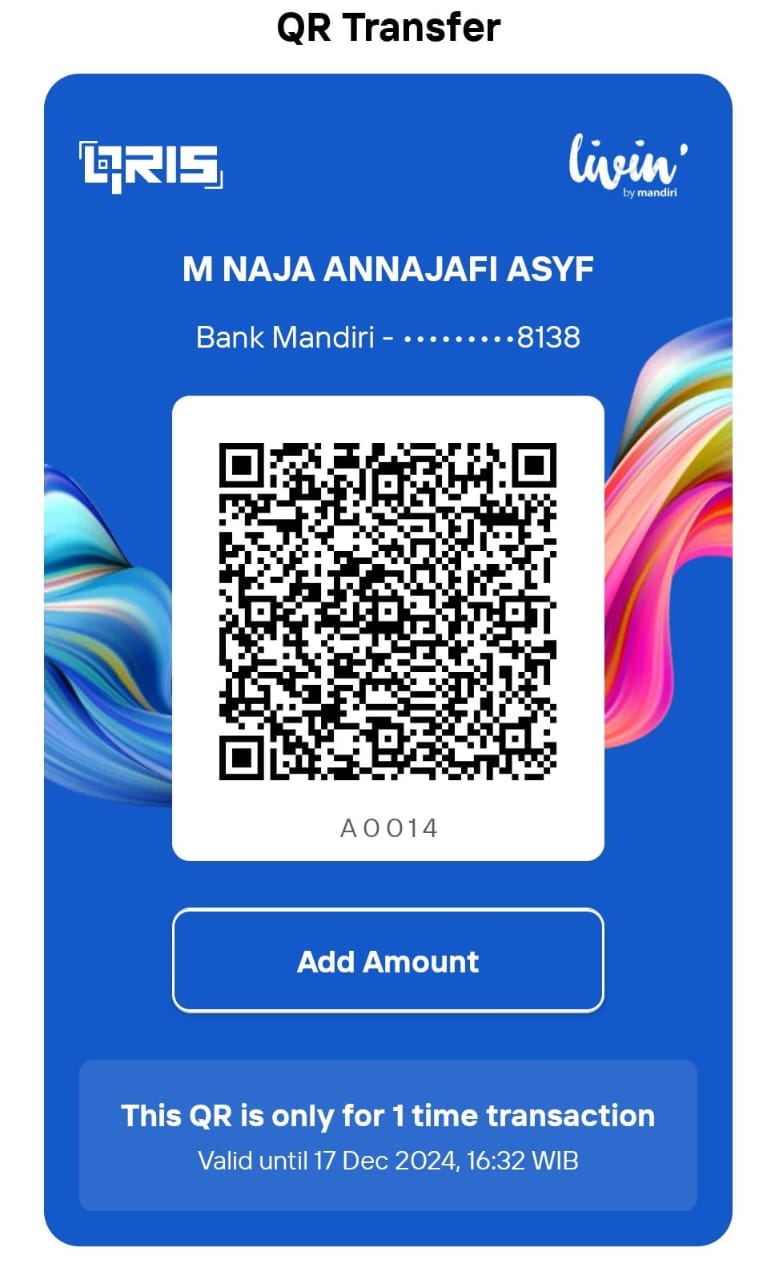 QR Transfer
QRIS
livin'
by mandiri
M NAJA ANNAJAFI ASYF
Bank Mandiri - •••••••••8138
A0014
Add Amount
This QR is only for 1 time transaction
Valid until 17 Dec 2024, 16:32 WIB